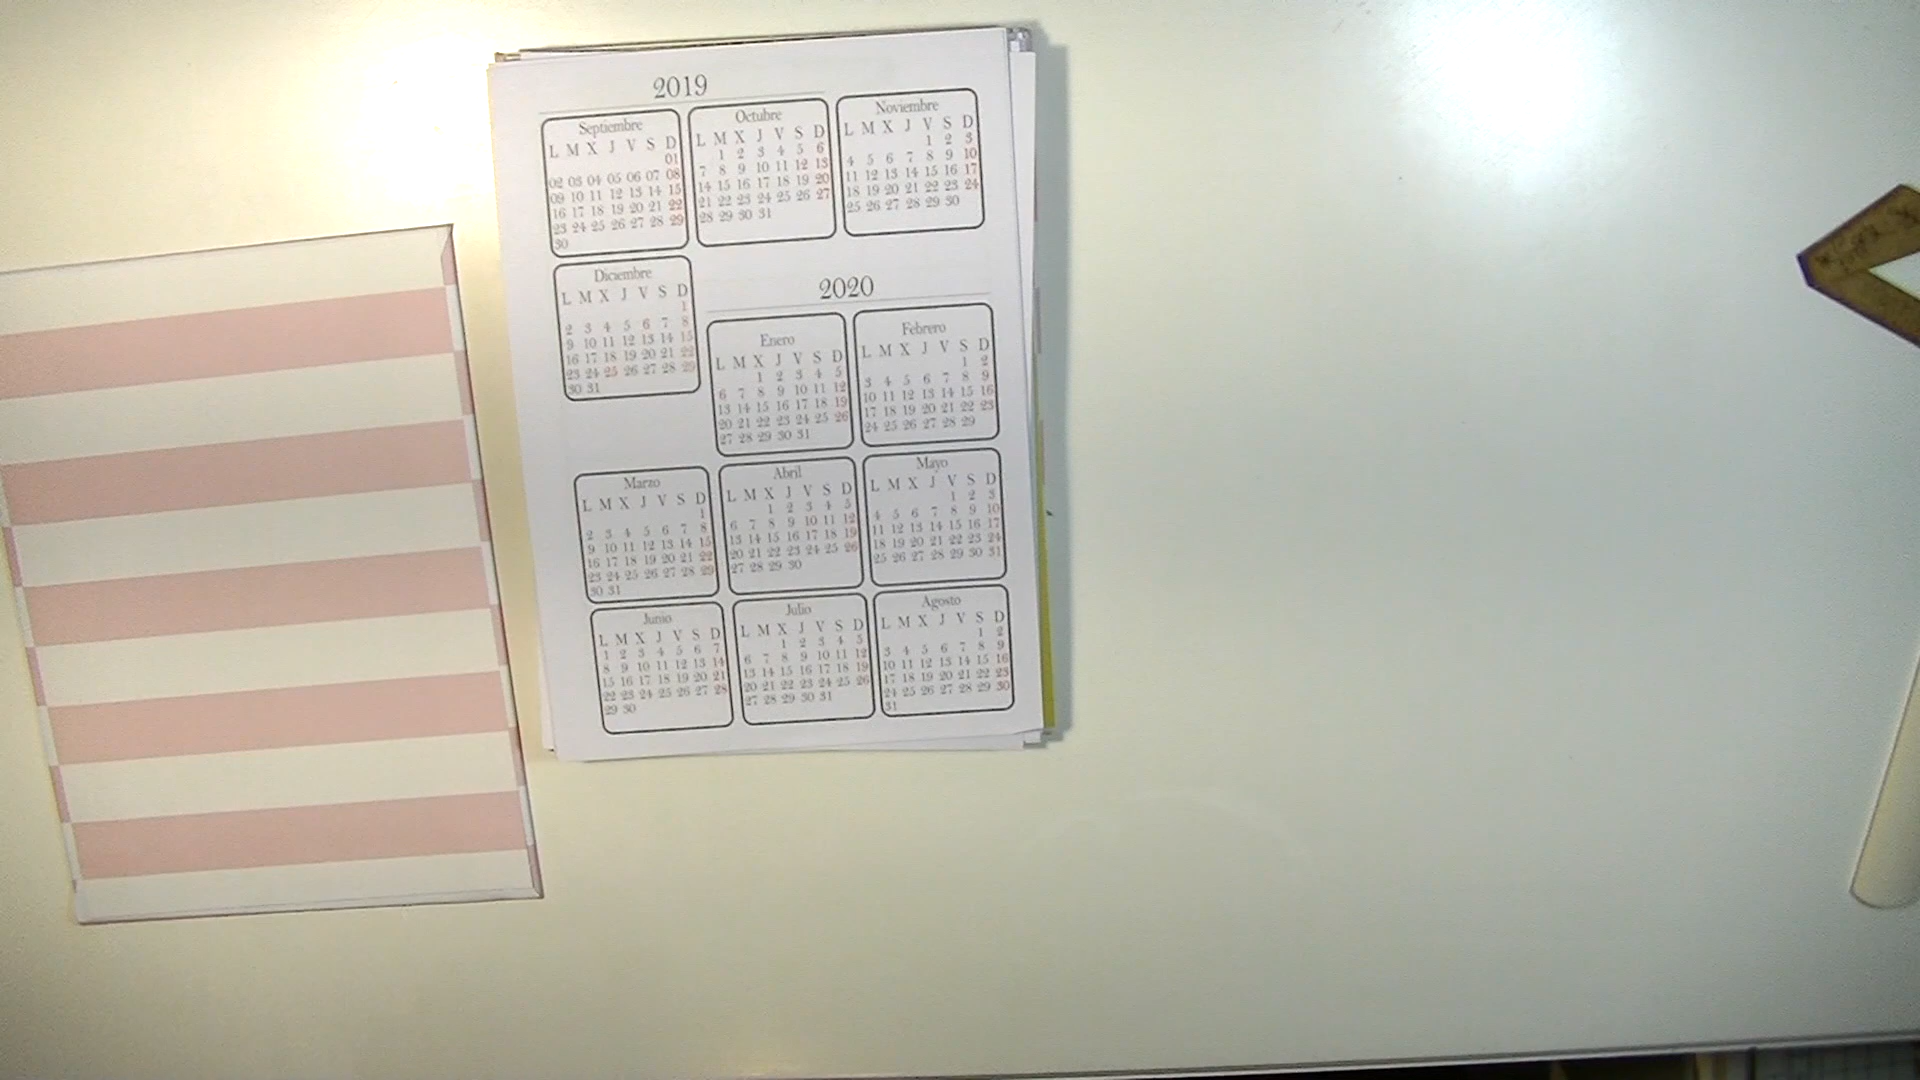 2019
Septiembre
L M X J V S D
01
02 03 04 05 06 07 08
09 10 11 12 13 14 15
16 17 18 19 20 21 22
23 24 25 26 27 28 29
30
Octubre
L M X J V S D
1 2 3 4 5 6
7 8 9 10 11 12 13
14 15 16 17 18 19 20
21 22 23 24 25 26 27
28 29 30 31
Noviembre
L M X J V S D
1 2 3
4 5 6 7 8 9 10
11 12 13 14 15 16 17
18 19 20 21 22 23 24
25 26 27 28 29 30
Diciembre
L M X J V S D
1
2 3 4 5 6 7 8
9 10 11 12 13 14 15
16 17 18 19 20 21 22
23 24 25 26 27 28 29
30 31
2020
Enero
L M X J V S D
1 2 3 4 5
6 7 8 9 10 11 12
13 14 15 16 17 18 19
20 21 22 23 24 25 26
27 28 29 30 31
Febrero
L M X J V S D
1 2
3 4 5 6 7 8 9
10 11 12 13 14 15 16
17 18 19 20 21 22 23
24 25 26 27 28 29
Marzo
L M X J V S D
1
2 3 4 5 6 7 8
9 10 11 12 13 14 15
16 17 18 19 20 21 22
23 24 25 26 27 28 29
30 31
Abril
L M X J V S D
1 2 3 4 5
6 7 8 9 10 11 12
13 14 15 16 17 18 19
20 21 22 23 24 25 26
27 28 29 30
Mayo
L M X J V S D
1 2 3
4 5 6 7 8 9 10
11 12 13 14 15 16 17
18 19 20 21 22 23 24
25 26 27 28 29 30 31
Junio
L M X J V S D
1 2 3 4 5 6 7
8 9 10 11 12 13 14
15 16 17 18 19 20 21
22 23 24 25 26 27 28
29 30
Julio
L M X J V S D
1 2 3 4 5
6 7 8 9 10 11 12
13 14 15 16 17 18 19
20 21 22 23 24 25 26
27 28 29 30 31
Agosto
L M X J V S D
1 2
3 4 5 6 7 8 9
10 11 12 13 14 15 16
17 18 19 20 21 22 23
24 25 26 27 28 29 30
31